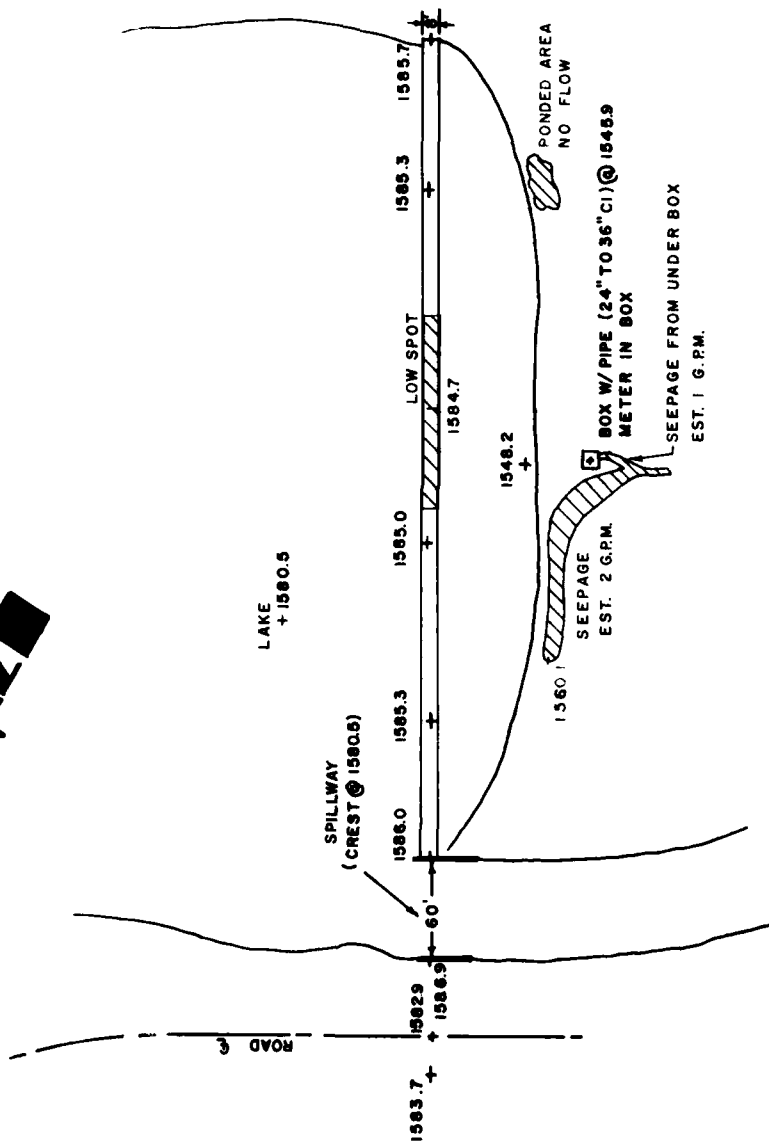 1585.7
1585.3
PONDED AREA
NO FLOW
LOW SPOT
1584.7
BOX W/ PIPE (24" TO 36" CI) @ 1545.9
METER IN BOX
SEEPAGE FROM UNDER BOX
EST. 1 G.P.M.
1548.2
1585.0
LAKE
+1580.5
SEEPAGE
EST. 2 G.P.M.
1560.1
1585.3
SPILLWAY
(CREST @ 1580.5)
1586.0
60'
1586.9
1582.9
ROAD ℄
1583.7